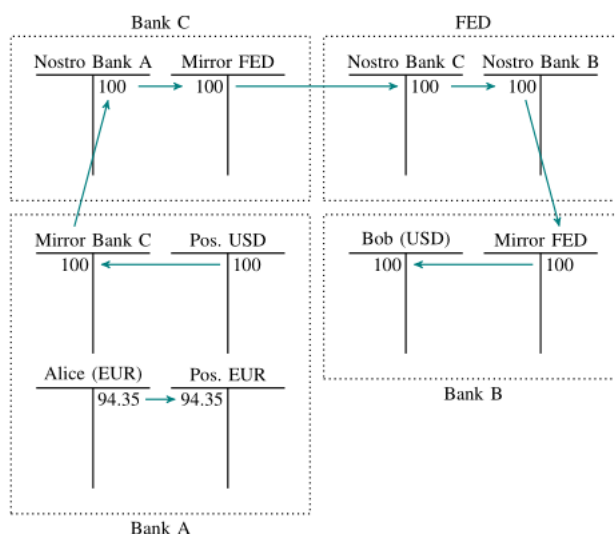 Bank C FED
Nostro Bank A Mirror FED Nostro Bank C Nostro Bank B
100 100 100 100
Mirror Bank C Pos. USD Bob (USD) Mirror FED
100 100 100 100
Alice (EUR) Pos. EUR
94.35 94.35
Bank B
Bank A